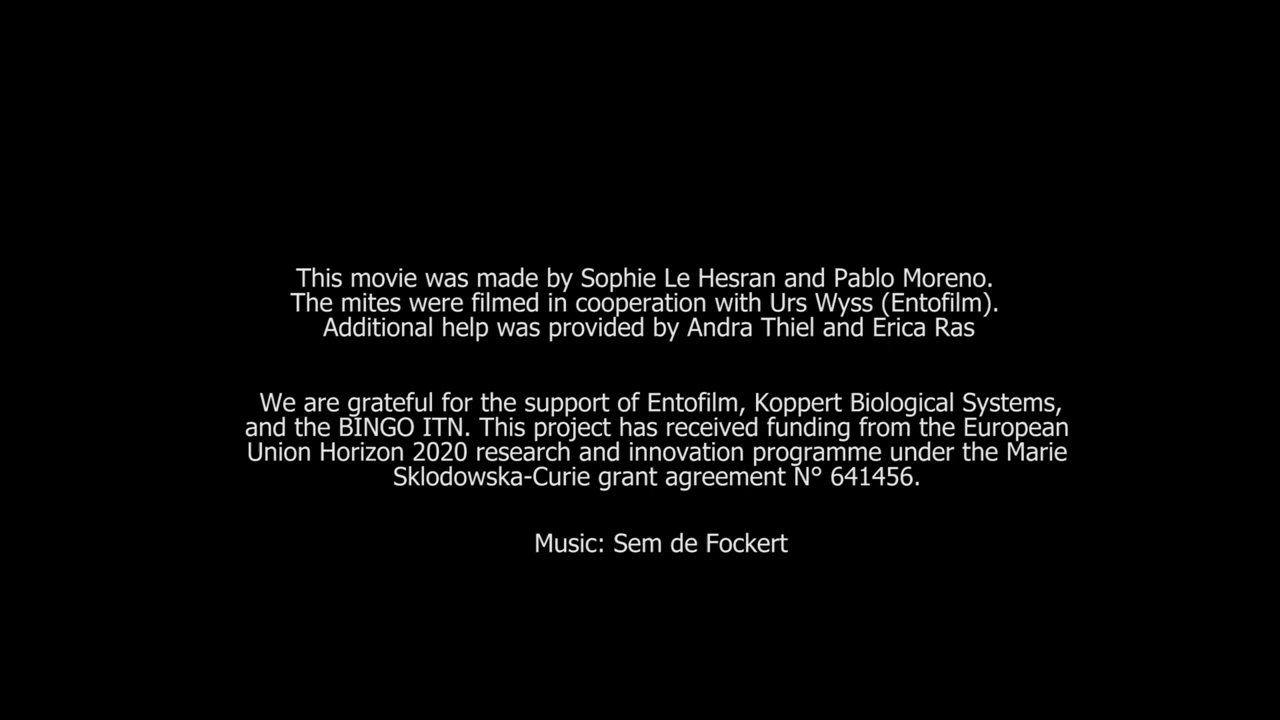 This movie was made by Sophie Le Hesran and Pablo Moreno.
The mites were filmed in cooperation with Urs Wyss (Entofilm).
Additional help was provided by Andra Thiel and Erica Ras
We are grateful for the support of Entofilm, Koppert Biological Systems,
and the BINGO ITN. This project has received funding from the European
Union Horizon 2020 research and innovation programme under the Marie
Sklodowska-Curie grant agreement N° 641456.
Music: Sem de Fockert